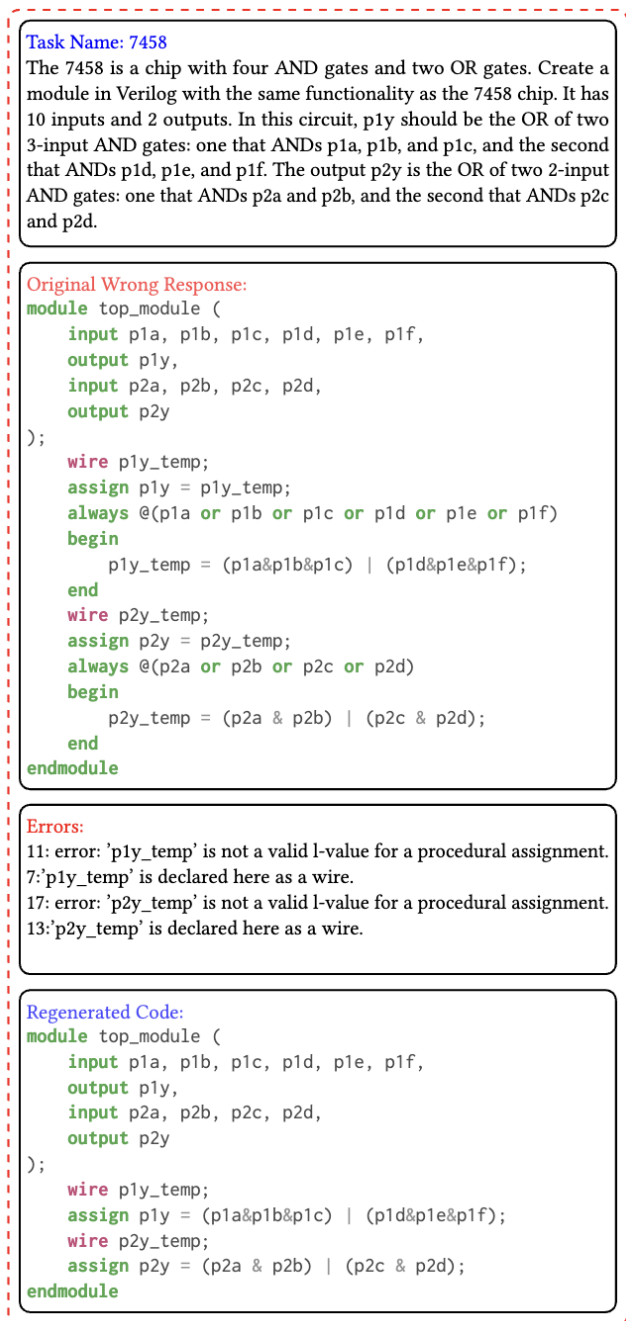 Task Name: 7458
The 7458 is a chip with four AND gates and two OR gates. Create a
module in Verilog with the same functionality as the 7458 chip. It has
10 inputs and 2 outputs. In this circuit, p1y should be the OR of two
3-input AND gates: one that ANDs p1a, p1b, and p1c, and the second
that ANDs p1d, p1e, and p1f. The output p2y is the OR of two 2-input
AND gates: one that ANDs p2a and p2b, and the second that ANDs p2c
and p2d.
Original Wrong Response:
module top_module (
    input p1a, p1b, p1c, p1d, p1e, p1f,
    output p1y,
    input p2a, p2b, p2c, p2d,
    output p2y
);
    wire p1y_temp;
    assign p1y = p1y_temp;
    always @(p1a or p1b or p1c or p1d or p1e or p1f)
    begin
        p1y_temp = (p1a&p1b&p1c) | (p1d&p1e&p1f);
    end
    wire p2y_temp;
    assign p2y = p2y_temp;
    always @(p2a or p2b or p2c or p2d)
    begin
        p2y_temp = (p2a & p2b) | (p2c & p2d);
    end
endmodule
Errors:
11: error: ’p1y_temp’ is not a valid l-value for a procedural assignment.
7:’p1y_temp’ is declared here as a wire.
17: error: ’p2y_temp’ is not a valid l-value for a procedural assignment.
13:’p2y_temp’ is declared here as a wire.
Regenerated Code:
module top_module (
    input p1a, p1b, p1c, p1d, p1e, p1f,
    output p1y,
    input p2a, p2b, p2c, p2d,
    output p2y
);
    wire p1y_temp;
    assign p1y = (p1a&p1b&p1c) | (p1d&p1e&p1f);
    wire p2y_temp;
    assign p2y = (p2a & p2b) | (p2c & p2d);
endmodule